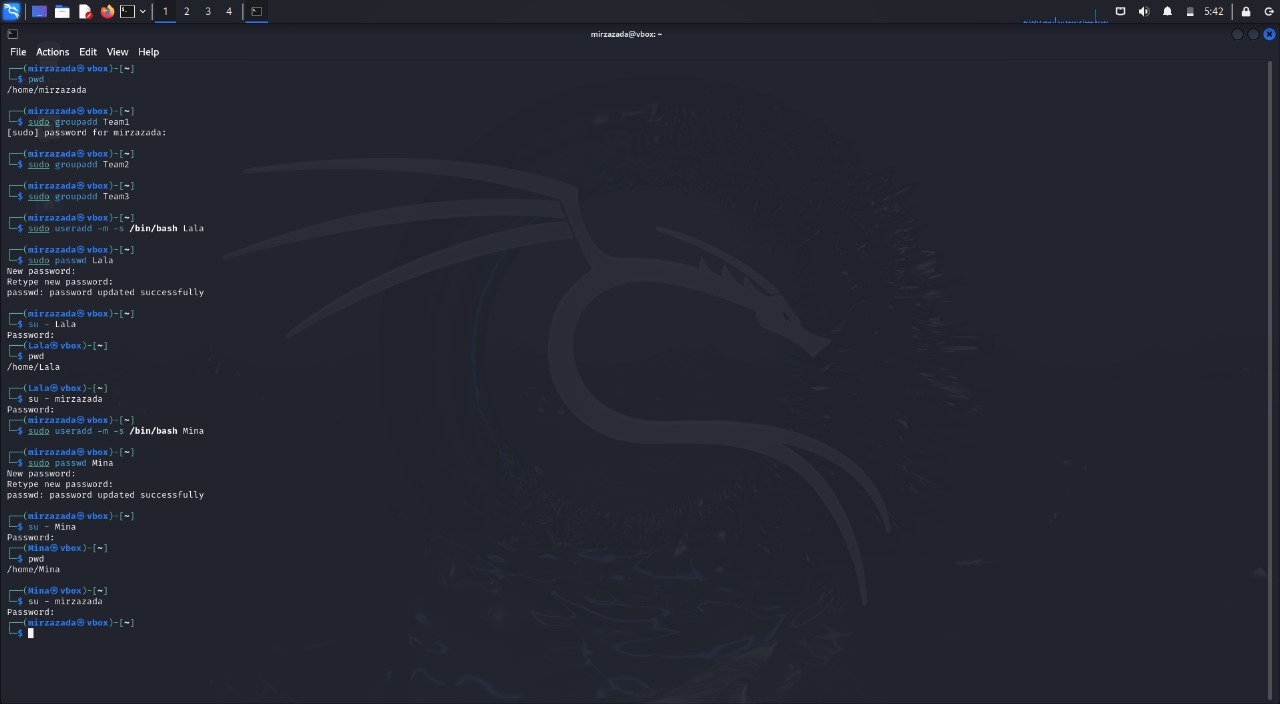 1 2 3 4 5:42
mirzazada@vbox: ~
File Actions Edit View Help
┌──(mirzazada㉿vbox)-[~]
└─$ pwd
/home/mirzazada
┌──(mirzazada㉿vbox)-[~]
└─$ sudo groupadd Team1
[sudo] password for mirzazada:
┌──(mirzazada㉿vbox)-[~]
└─$ sudo groupadd Team2
┌──(mirzazada㉿vbox)-[~]
└─$ sudo groupadd Team3
┌──(mirzazada㉿vbox)-[~]
└─$ sudo useradd -m -s /bin/bash Lala
┌──(mirzazada㉿vbox)-[~]
└─$ sudo passwd Lala
New password:
Retype new password:
passwd: password updated successfully
┌──(mirzazada㉿vbox)-[~]
└─$ su - Lala
Password:
┌──(Lala㉿vbox)-[~]
└─$ pwd
/home/Lala
┌──(Lala㉿vbox)-[~]
└─$ su - mirzazada
Password:
┌──(mirzazada㉿vbox)-[~]
└─$ sudo useradd -m -s /bin/bash Mina
┌──(mirzazada㉿vbox)-[~]
└─$ sudo passwd Mina
New password:
Retype new password:
passwd: password updated successfully
┌──(mirzazada㉿vbox)-[~]
└─$ su - Mina
Password:
┌──(Mina㉿vbox)-[~]
└─$ pwd
/home/Mina
┌──(Mina㉿vbox)-[~]
└─$ su - mirzazada
Password:
┌──(mirzazada㉿vbox)-[~]
└─$